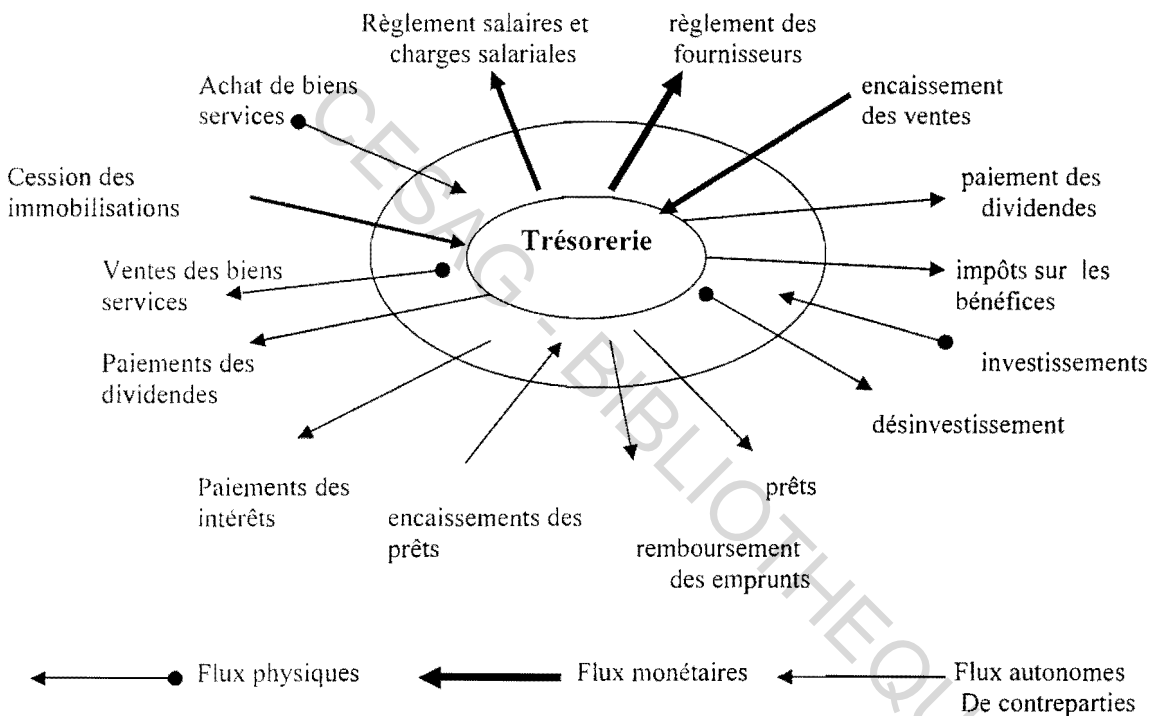 Règlement salaires et
charges salariales
règlement des
fournisseurs
Achat de biens
services
encaissement
des ventes
Cession des
immobilisations
paiement des
dividendes
Trésorerie
Ventes des biens
services
impôts sur les
bénéfices
Paiements des
dividendes
investissements
désinvestissement
Paiements des
intérêts
encaissements des
prêts
prêts
remboursement
des emprunts
Flux physiques
Flux monétaires
Flux autonomes
De contreparties
CESAG - BIBLIOTHEQU